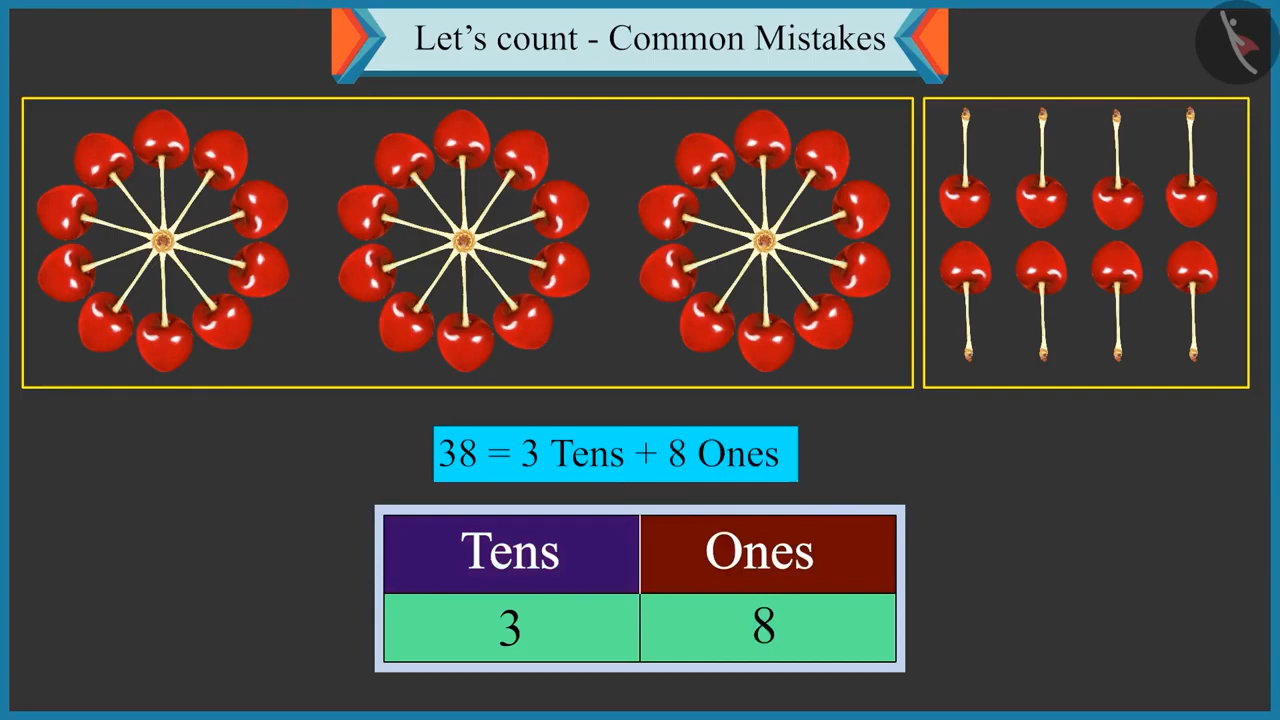 Let’s count - Common Mistakes
38 = 3 Tens + 8 Ones
Tens Ones
3 8